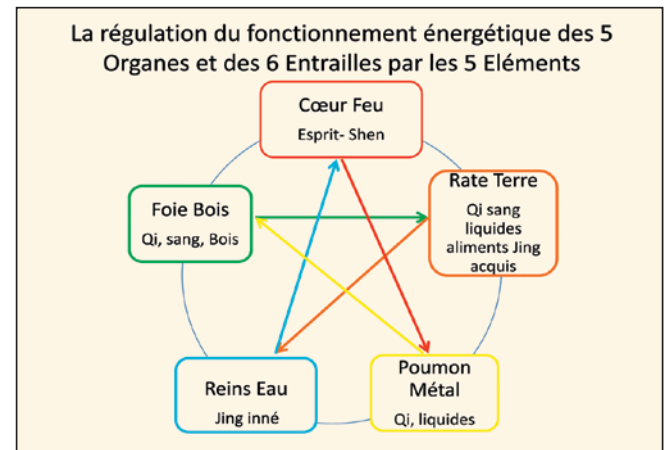 La régulation du fonctionnement énergétique des 5
Organes et des 6 Entrailles par les 5 Eléments
Cœur Feu
Esprit- Shen
Rate Terre
Qi sang
liquides
aliments Jing
acquis
Foie Bois
Qi, sang, Bois
Reins Eau
Jing inné
Poumon
Métal
Qi, liquides